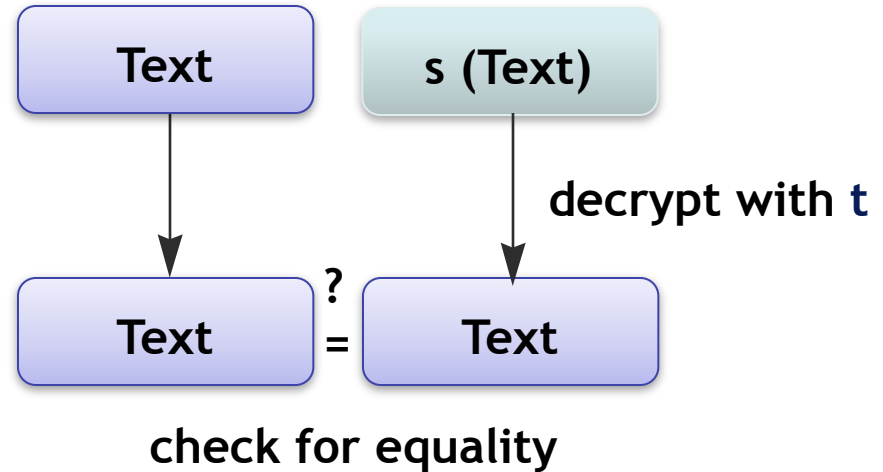 Text
s (Text)
decrypt with t
Text
?
=
Text
check for equality